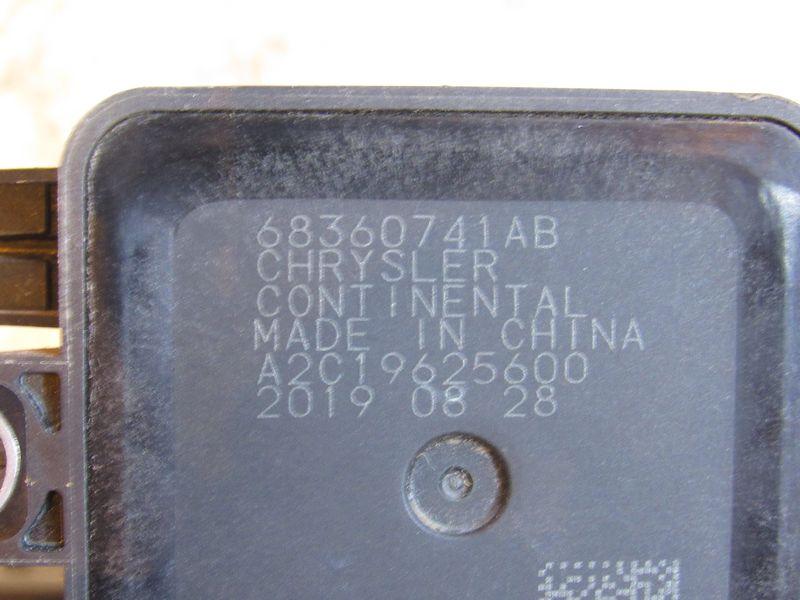 68360741AB
CHRYSLER
CONTINENTAL
MADE IN CHINA
A2C19625600
2019 08 28